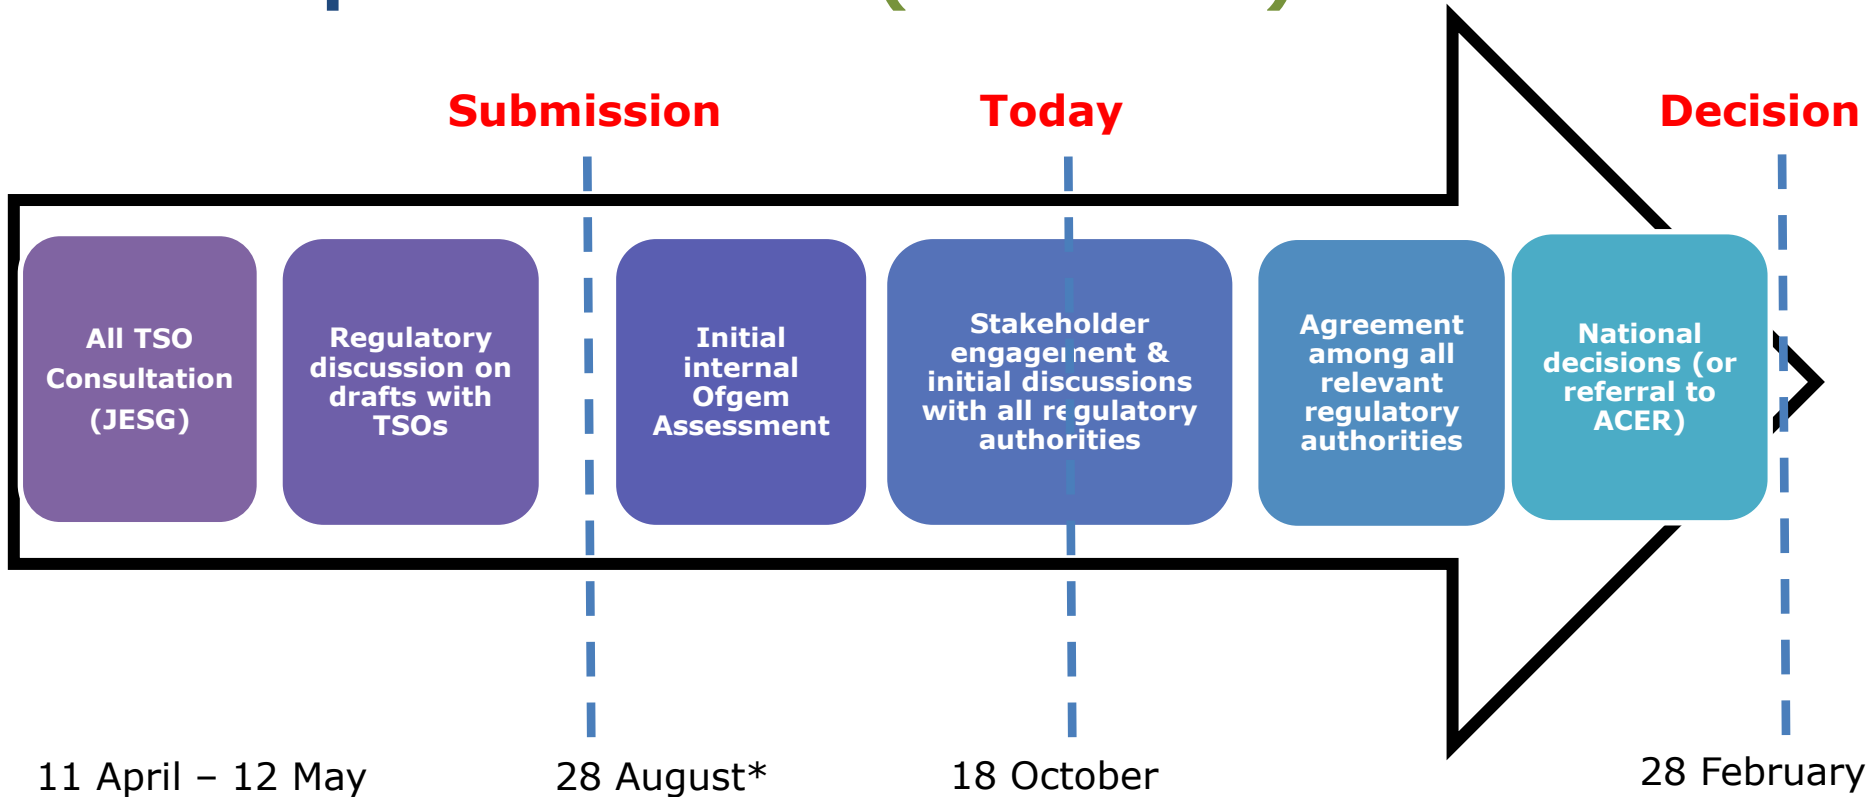 Submission
Today
Decision
All TSO
Consultation
(JESG)
Regulatory
discussion on
drafts with
TSOs
Initial
internal
Ofgem
Assessment
Stakeholder
engagement &
initial discussions
with all regulatory
authorities
Agreement
among all
relevant
regulatory
authorities
National
decisions (or
referral to
ACER)
11 April – 12 May
28 August*
18 October
28 February